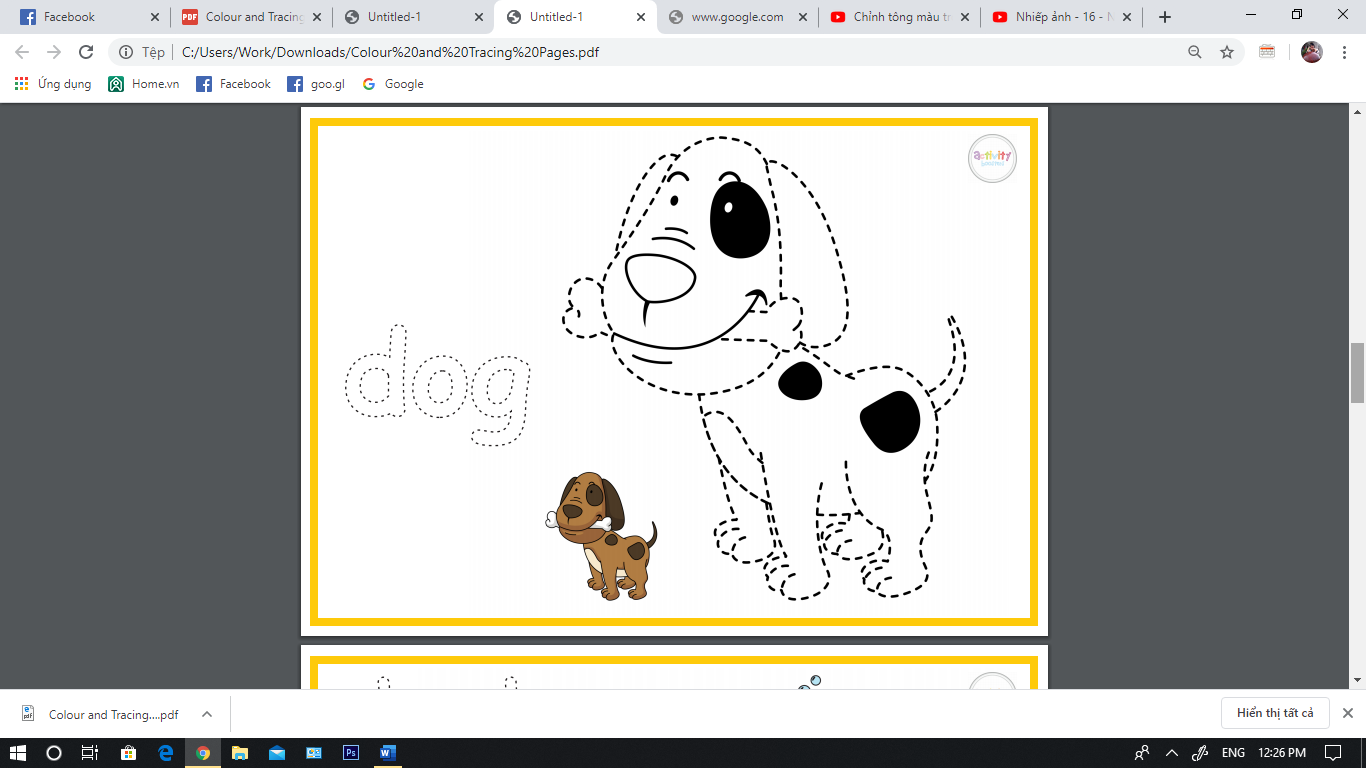 Facebook
Colour and Tracing
Untitled-1
Untitled-1
www.google.com
Chỉnh tông màu tr
Nhiếp ảnh - 16 - N
Tệp
C:/Users/Work/Downloads/Colour%20and%20Tracing%20Pages.pdf
Ứng dụng
Home.vn
Facebook
goo.gl
Google
activity
dog
Colour and Tracing....pdf
Hiển thị tất cả
ENG
12:26 PM